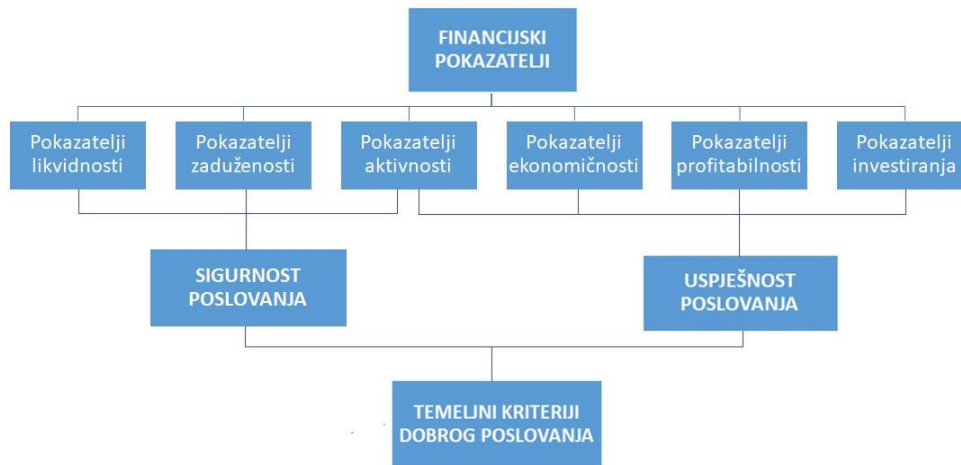 FINANCIJSKI
POKAZATELJI
Pokazatelji
likvidnosti
Pokazatelji
zaduženosti
Pokazatelji
aktivnosti
Pokazatelji
ekonomičnosti
Pokazatelji
profitabilnosti
Pokazatelji
investiranja
SIGURNOST
POSLOVANJA
USPJEŠNOST
POSLOVANJA
TEMELJNI KRITERIJI
DOBROG POSLOVANJA